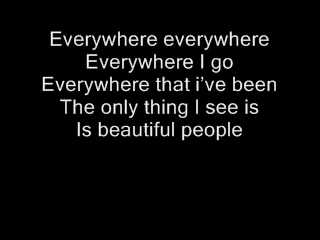 Everywhere everywhere
Everywhere I go
Everywhere that i've been
The only thing I see is
Is beautiful people